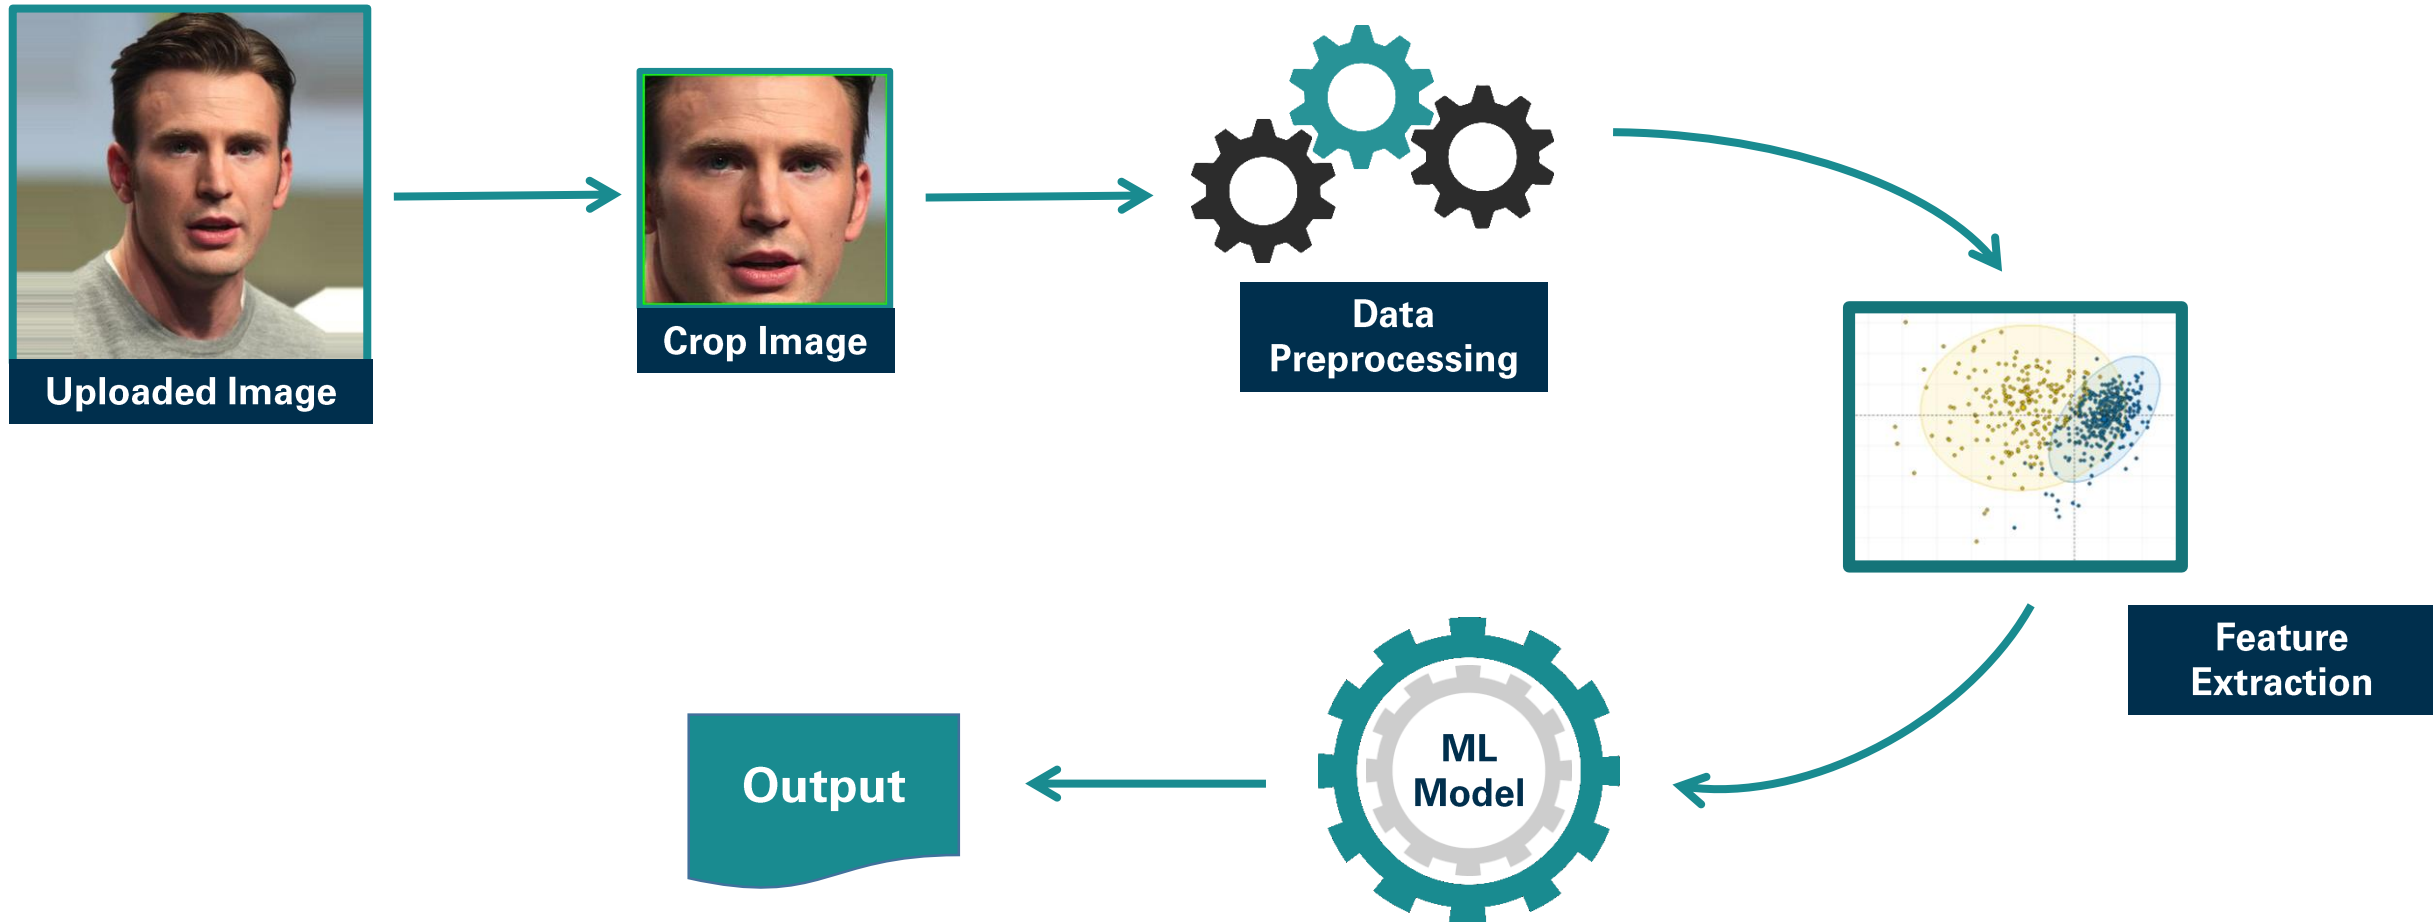 Uploaded Image
Crop Image
Data
Preprocessing
Feature
Extraction
ML
Model
Output